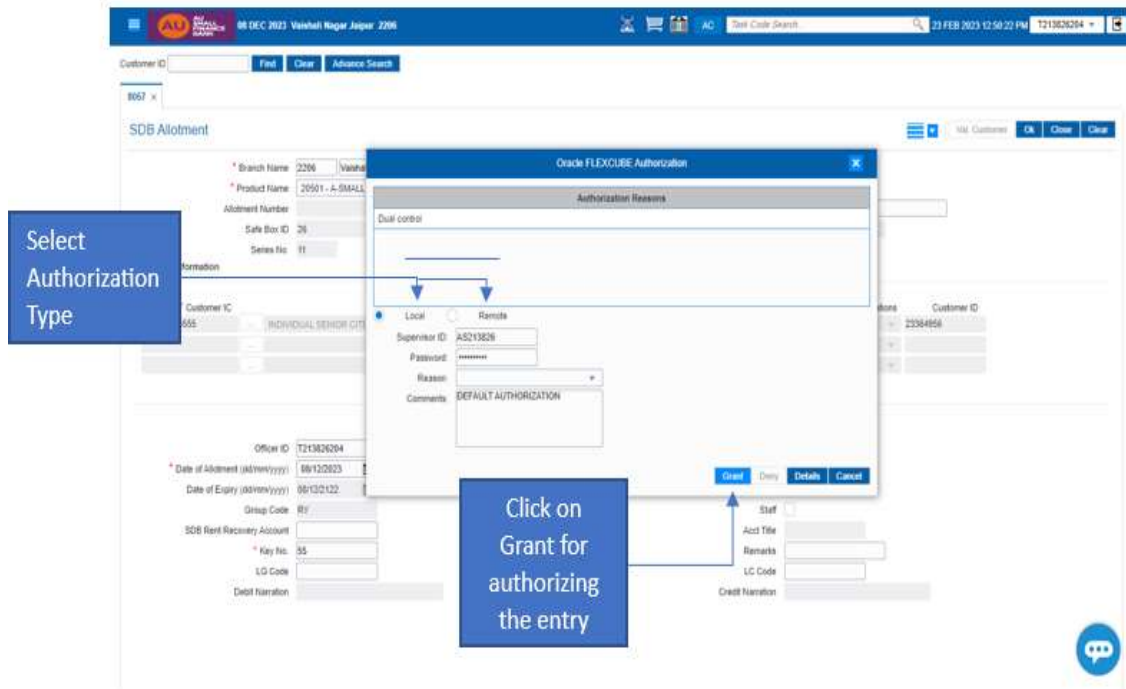 AU SMALL FINANCE BANK 08 DEC 2023 Vaishali Nagar Jaipur 2206 AC Task Code Search 23 FEB 2023 12:50:22 PM T213826204
Customer ID Find Clear Advance Search
8057 ×
SDB Allotment Val. Customer Ok Close Clear
* Branch Name 2206
* Product Name 20501 - A-SMALL
Allotment Number
Safe Box ID 26
Series No 11
Oracle FLEXCUBE Authorization
Authorization Reasons
Dual control
Select
Authorization
Type
Customer IC Customer ID
INDIVIDUAL SENIOR 23364956
Local Remote
Supervisor ID AS213826
Password **********
Reason
Comments DEFAULT AUTHORIZATION
Grant Deny Details Cancel
Officer ID T213826204
* Date of Allotment (dd/mm/yyyy) 08/12/2023
Date of Expiry (dd/mm/yyyy) 08/12/2122
Group Code RY Staff
SDB Rent Recovery Account Acct Title
* Key No. 55 Remarks
LG Code LC Code
Debit Narration Credit Narration
Click on
Grant for
authorizing
the entry